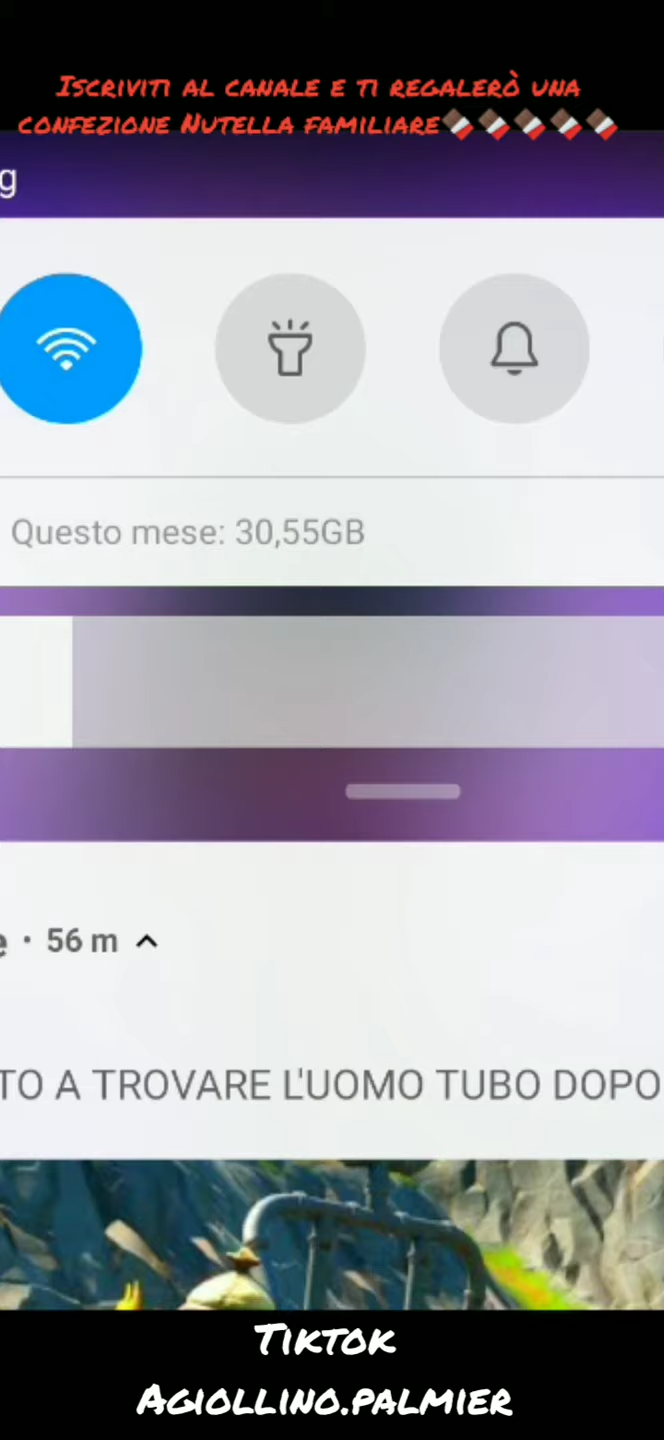 Iscriviti al canale e ti regalerò una
confezione Nutella familiare🍫🍫🍫🍫🍫
g
Questo mese: 30,55GB
e · 56 m
TO A TROVARE L'UOMO TUBO DOPO
Tiktok
Agiollino.palmier